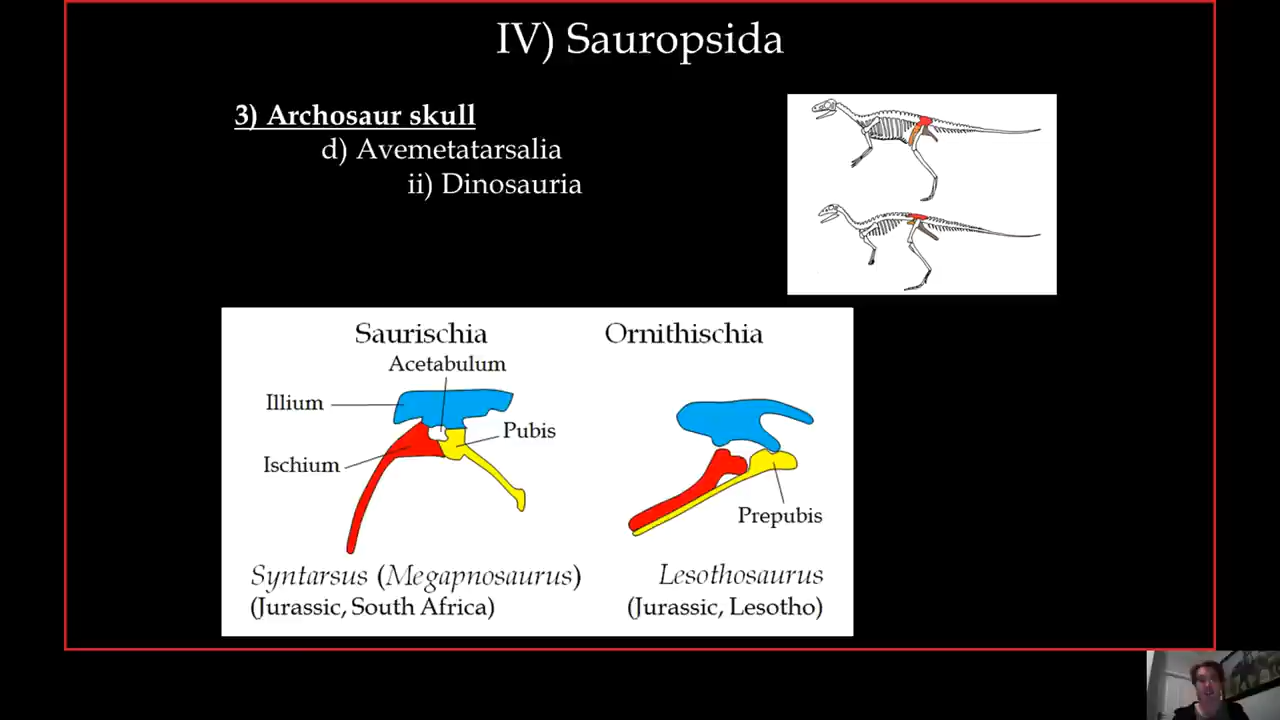 IV) Sauropsida
3) Archosaur skull
d) Avemetatarsalia
ii) Dinosauria
Saurischia
Ornithischia
Acetabulum
Illium
Pubis
Ischium
Prepubis
Syntarsus (Megapnosaurus)
(Jurassic, South Africa)
Lesothosaurus
(Jurassic, Lesotho)